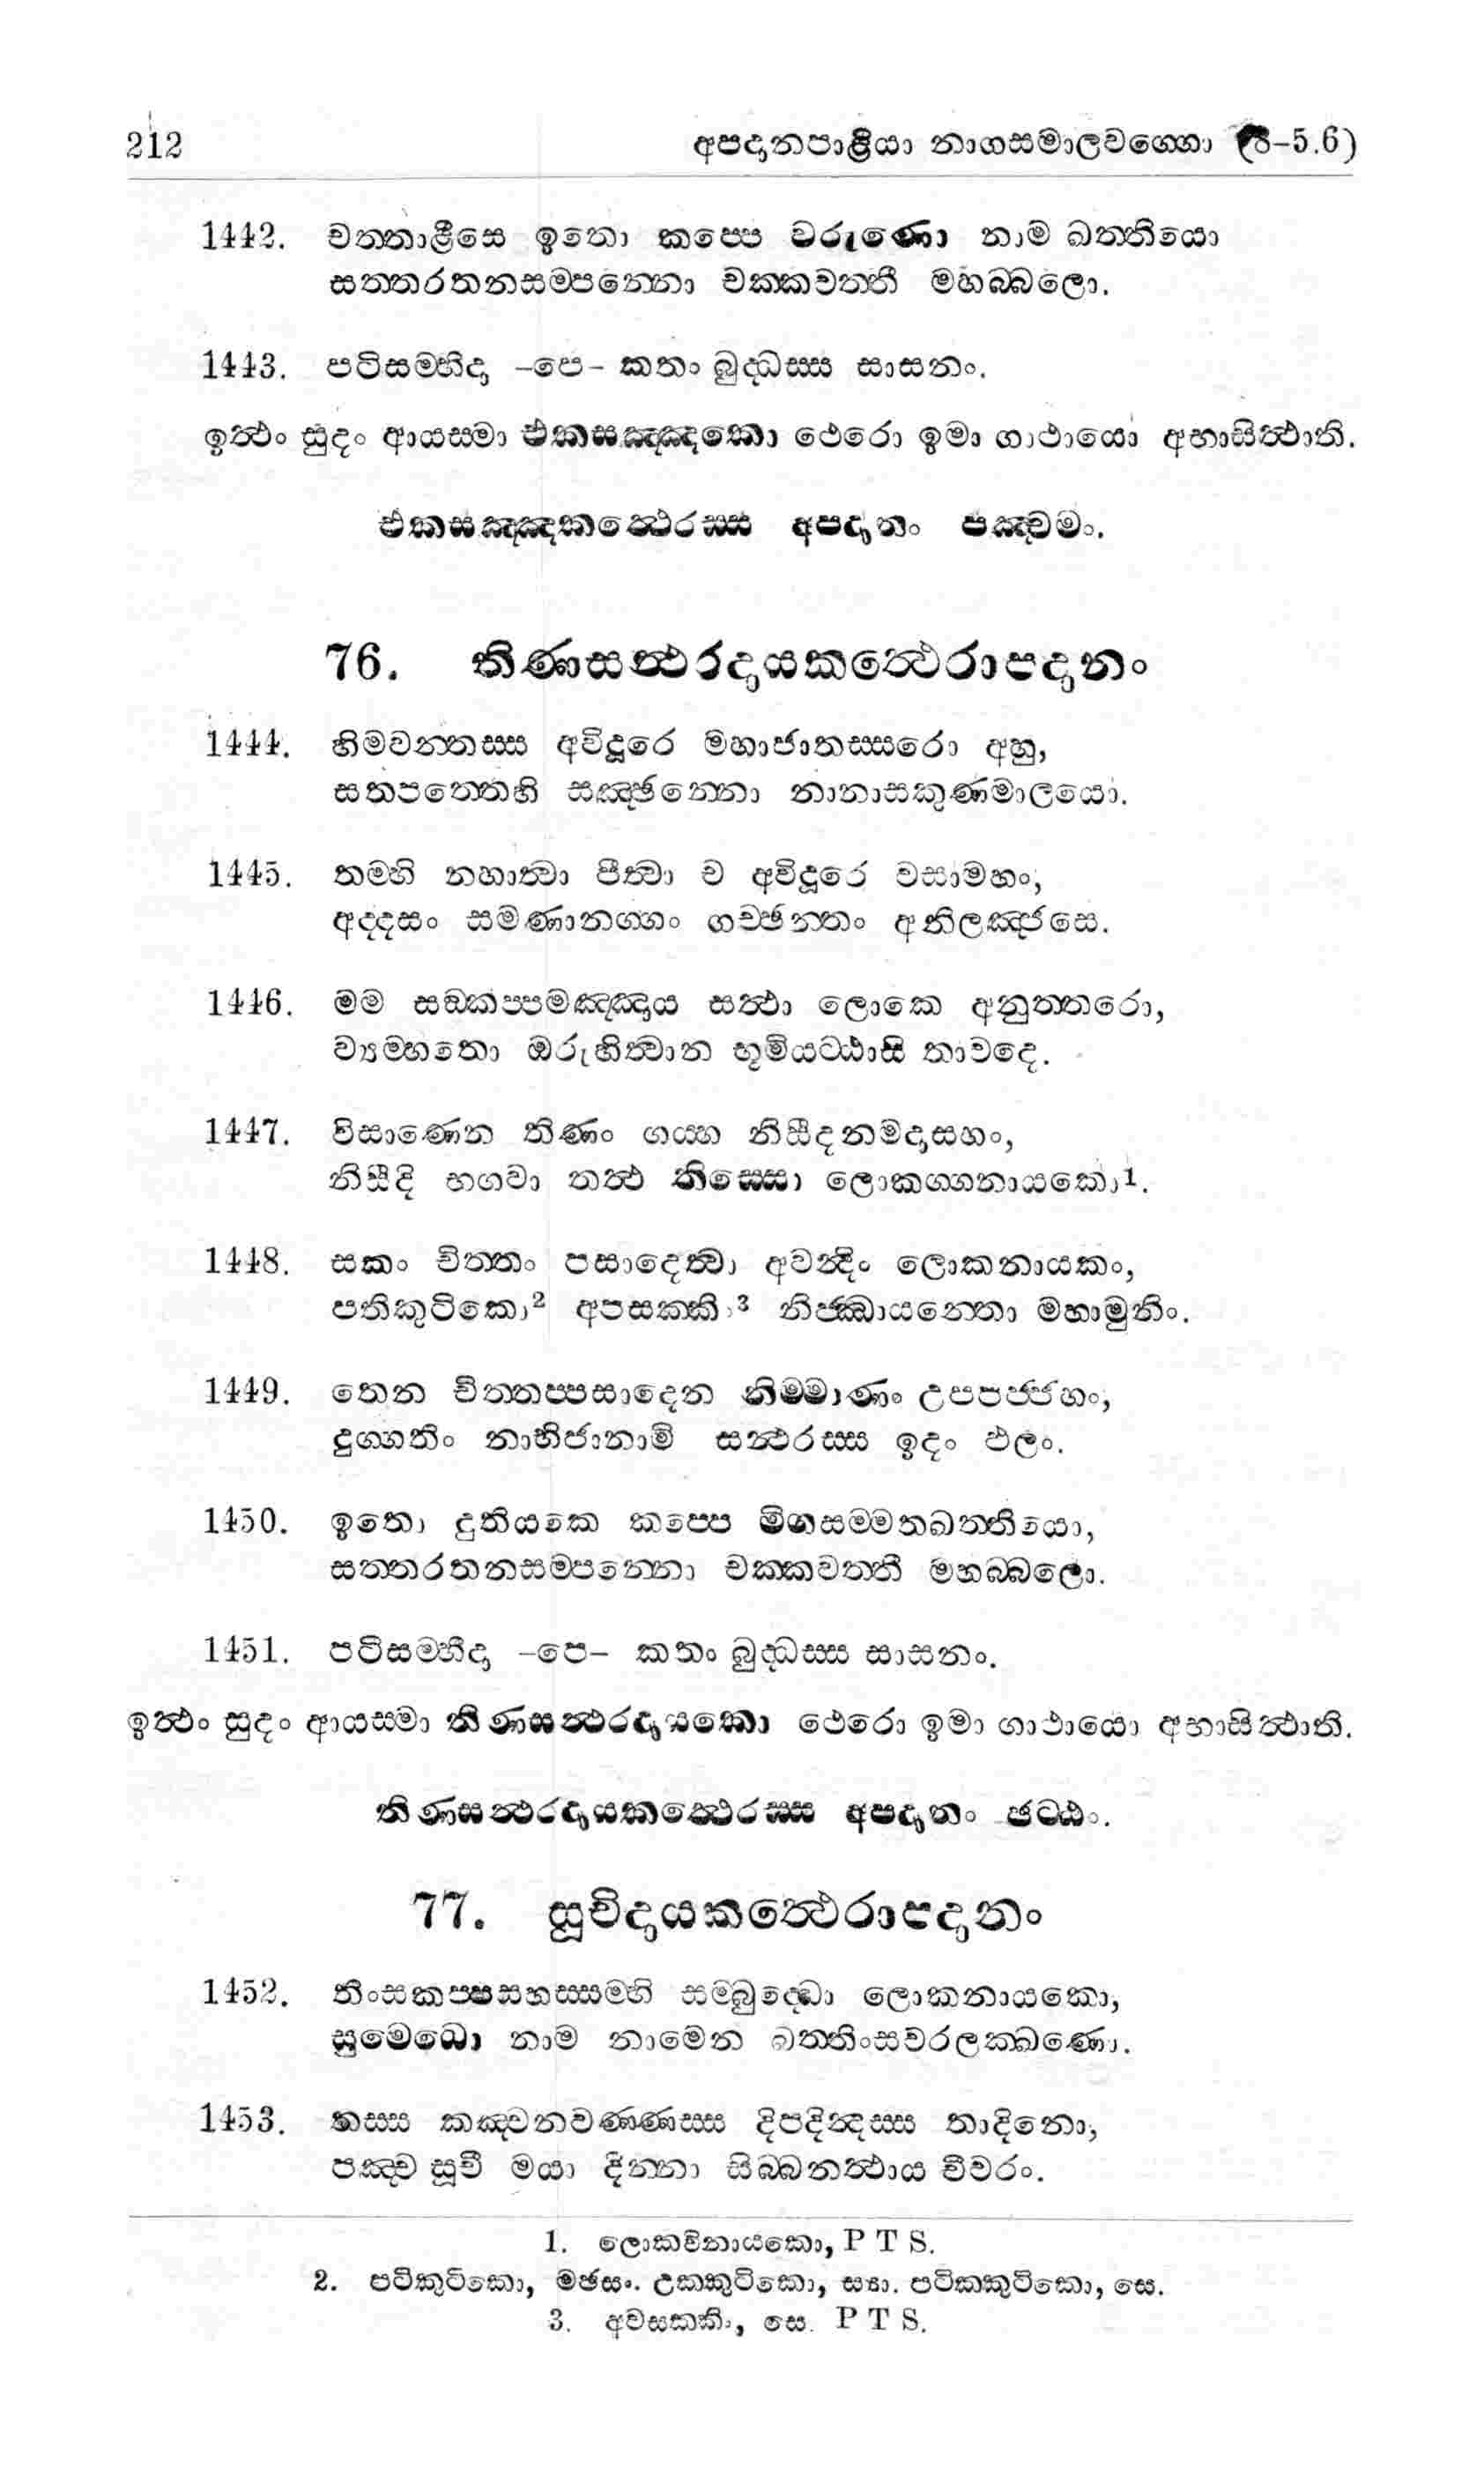 212 අපදානපාළියා නාගසමාලවග්ගො (8–5.6)
1442. චත්තාළීසෙ ඉතො කප්පෙ වරුණො නාම ඛත්තියො
සත්තරතනසම්පන්නො චක්කවත්තී මහබ්බලො.
1443. පටිසම්භිදා –පෙ– කතං බුද්ධස්ස සාසනං.
ඉත්ථං සුදං ආයස්මා එකසඤ්ඤකො ථෙරො ඉමා ගාථායො අභාසිත්ථාති.
එකසඤ්ඤකත්ථෙරස්ස අපදානං පඤ්චමං.
76. තිණසන්ථරදායකත්ථෙරාපදානං
1444. හිමවන්තස්ස අවිදූරෙ මහාජාතස්සරො අහු,
සතපත්තෙහි සඤ්ඡන්නො නානාසකුණමාලයො.
1445. තම්හි නහාත්වා පීත්වා ච අවිදූරෙ වසාමහං,
අද්දසං සමණානග්ගං ගච්ඡන්තං අනිලඤ්ජසෙ.
1446. මම සඞ්කප්පමඤ්ඤාය සත්ථා ලොකෙ අනුත්තරො,
ව්‍යම්හතො ඔරුහිත්වාන භූමියට්ඨාසි තාවදෙ.
1447. විසාණෙන තිණං ගය්හ නිසීදනමදාසහං,
නිසීදි භගවා තත්ථ තිස්සො ලොකග්ගනායකො¹.
1448. සකං චිත්තං පසාදෙත්වා අවන්දිං ලොකනායකං,
පතිකුටිකො² අපසක්කිං³ නිජ්ඣායන්තො මහාමුනිං.
1449. තෙන චිත්තප්පසාදෙන නිම්මාණං උපපජ්ජහං,
දුග්ගතිං නාභිජානාමි සන්ථරස්ස ඉදං ඵලං.
1450. ඉතො දුතියකෙ කප්පෙ මිගසම්මතඛත්තියො,
සත්තරතනසම්පන්නො චක්කවත්තී මහබ්බලො.
1451. පටිසම්භිදා –පෙ– කතං බුද්ධස්ස සාසනං.
ඉත්ථං සුදං ආයස්මා තිණසන්ථරදායකො ථෙරො ඉමා ගාථායො අභාසිත්ථාති.
තිණසන්ථරදායකත්ථෙරස්ස අපදානං ඡට්ඨං.
77. සූචිදායකත්ථෙරාපදානං
1452. තිංසකප්පසහස්සම්හි සම්බුද්ධො ලොකනායකො,
සුමෙධො නාම නාමෙන බත්තිංසවරලක්ඛණො.
1453. තස්ස කඤ්චනවණ්ණස්ස දිපදින්දස්ස තාදිනො,
පඤ්ච සූචී මයා දින්නා සිබ්බනත්ථාය චීවරං.
1. ලොකවිනායකො, P T S.
2. පටිකුටිකො, මඡසං. උක්කුටිකො, ස්‍යා. පටික්කුටිකො, සෙ.
3. අවසක්කිං, සෙ. P T S.